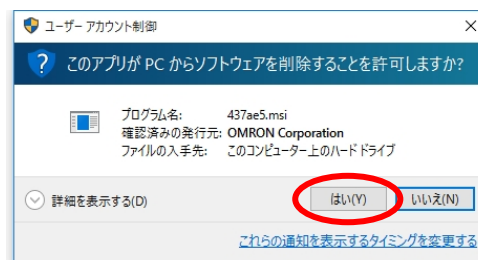 ユーザー アカウント制御
このアプリが PC からソフトウェアを削除することを許可しますか?
プログラム名: 437ae5.msi
確認済みの発行元: OMRON Corporation
ファイルの入手先: このコンピューター上のハード ドライブ
詳細を表示する(D)
はい(Y)
いいえ(N)
これらの通知を表示するタイミングを変更する